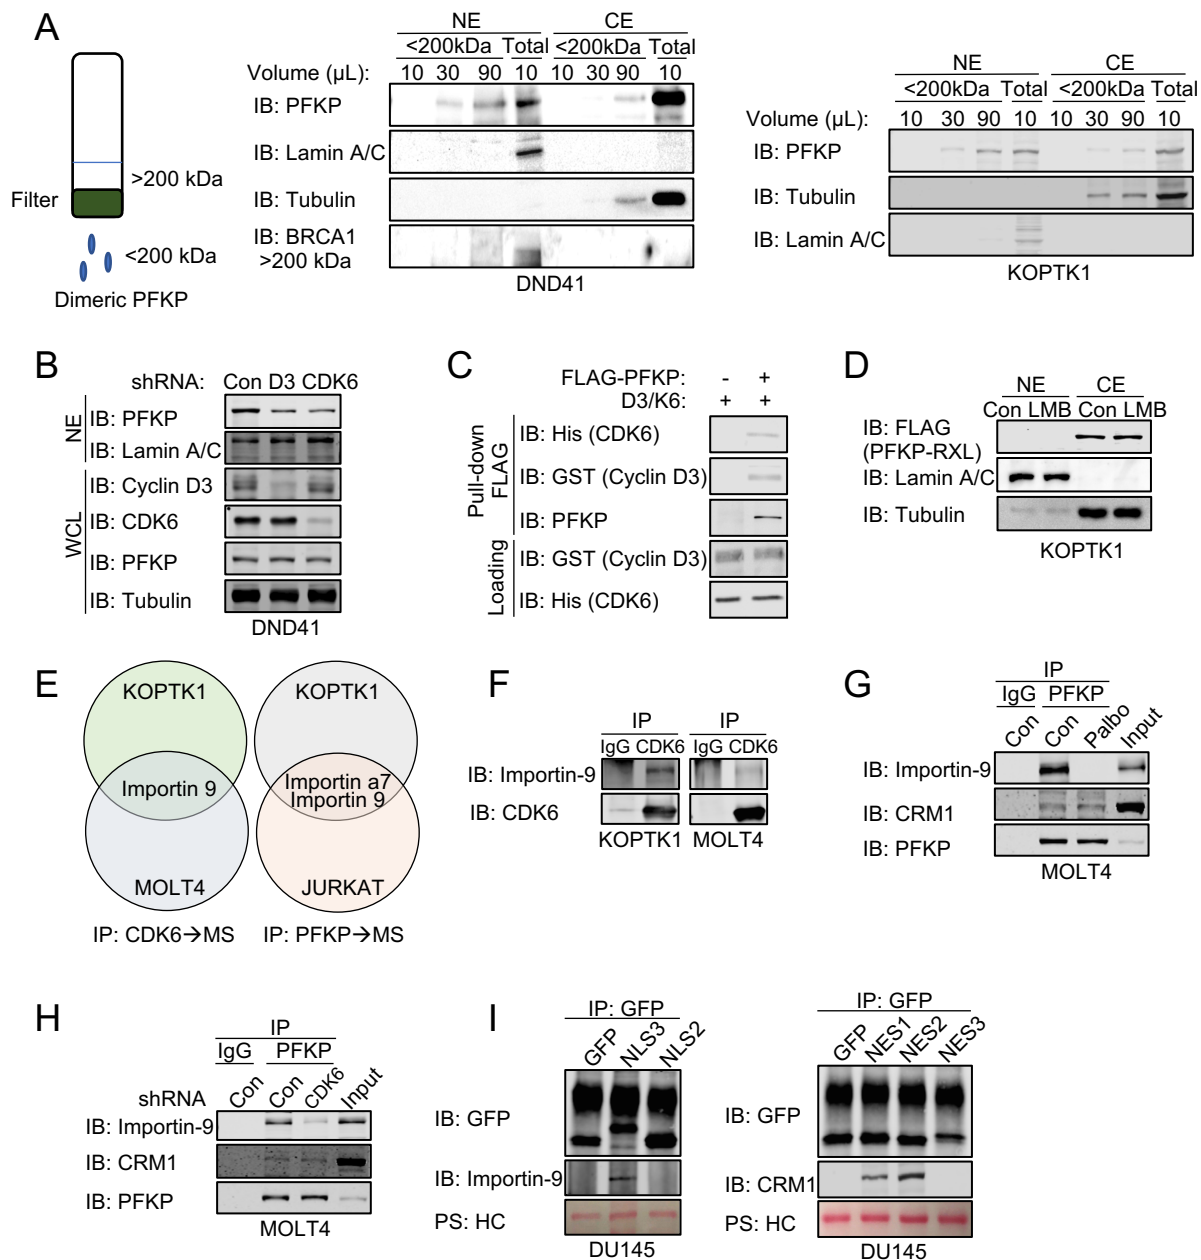 A
Filter
>200 kDa
<200 kDa
Dimeric PFKP
NE CE
<200kDa Total <200kDa Total
Volume (µL): 10 30 90 10 10 30 90 10
IB: PFKP
IB: Lamin A/C
IB: Tubulin
IB: BRCA1
>200 kDa
DND41
NE CE
<200kDa Total <200kDa Total
Volume (µL): 10 30 90 10 10 30 90 10
IB: PFKP
IB: Tubulin
IB: Lamin A/C
KOPTK1
B
shRNA: Con D3 CDK6
NE
IB: PFKP
IB: Lamin A/C
WCL
IB: Cyclin D3
IB: CDK6
IB: PFKP
IB: Tubulin
DND41
C
FLAG-PFKP: - +
D3/K6: + +
Pull-down
FLAG
IB: His (CDK6)
IB: GST (Cyclin D3)
IB: PFKP
Loading
IB: GST (Cyclin D3)
IB: His (CDK6)
D
NE CE
Con LMB Con LMB
IB: FLAG
(PFKP-RXL)
IB: Lamin A/C
IB: Tubulin
KOPTK1
E
KOPTK1
Importin 9
MOLT4
IP: CDK6→MS
KOPTK1
Importin a7
Importin 9
JURKAT
IP: PFKP→MS
F
IP IP
IgG CDK6 IgG CDK6
IB: Importin-9
IB: CDK6
KOPTK1 MOLT4
G
IP
IgG PFKP
Con Con Palbo Input
IB: Importin-9
IB: CRM1
IB: PFKP
MOLT4
H
IP
IgG PFKP
shRNA Con Con CDK6 Input
IB: Importin-9
IB: CRM1
IB: PFKP
MOLT4
I
IP: GFP
GFP NLS3 NLS2
IB: GFP
IB: Importin-9
PS: HC
DU145
IP: GFP
GFP NES1 NES2 NES3
IB: GFP
IB: CRM1
PS: HC
DU145